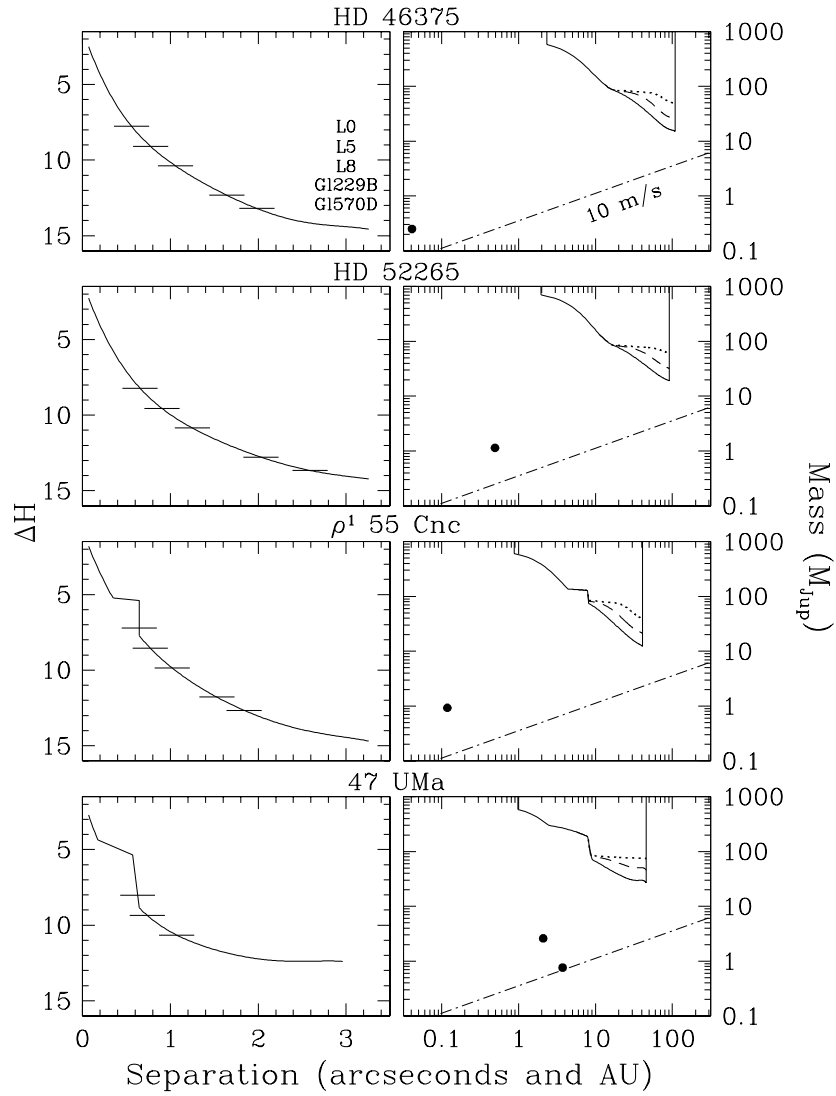 HD 46375
5
10
15
L0
L5
L8
Gl229B
Gl570D
10 m/s
1000
100
10
1
0.1
HD 52265
5
10
15
1000
100
10
1
0.1
ρ¹ 55 Cnc
5
10
15
1000
100
10
1
0.1
47 UMa
5
10
15
1000
100
10
1
0.1
0 1 2 3
0.1 1 10 100
ΔH
Mass (M_Jup)
Separation (arcseconds and AU)